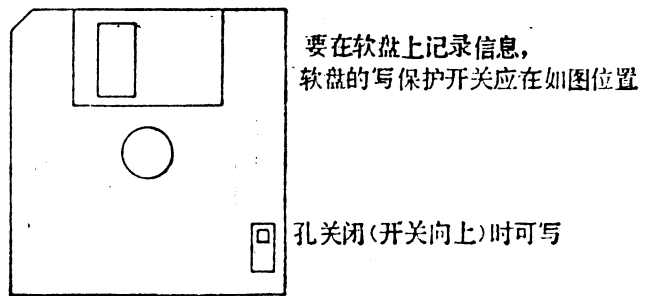 要在软盘上记录信息，
软盘的写保护开关应在如图位置
孔关闭(开关向上)时可写